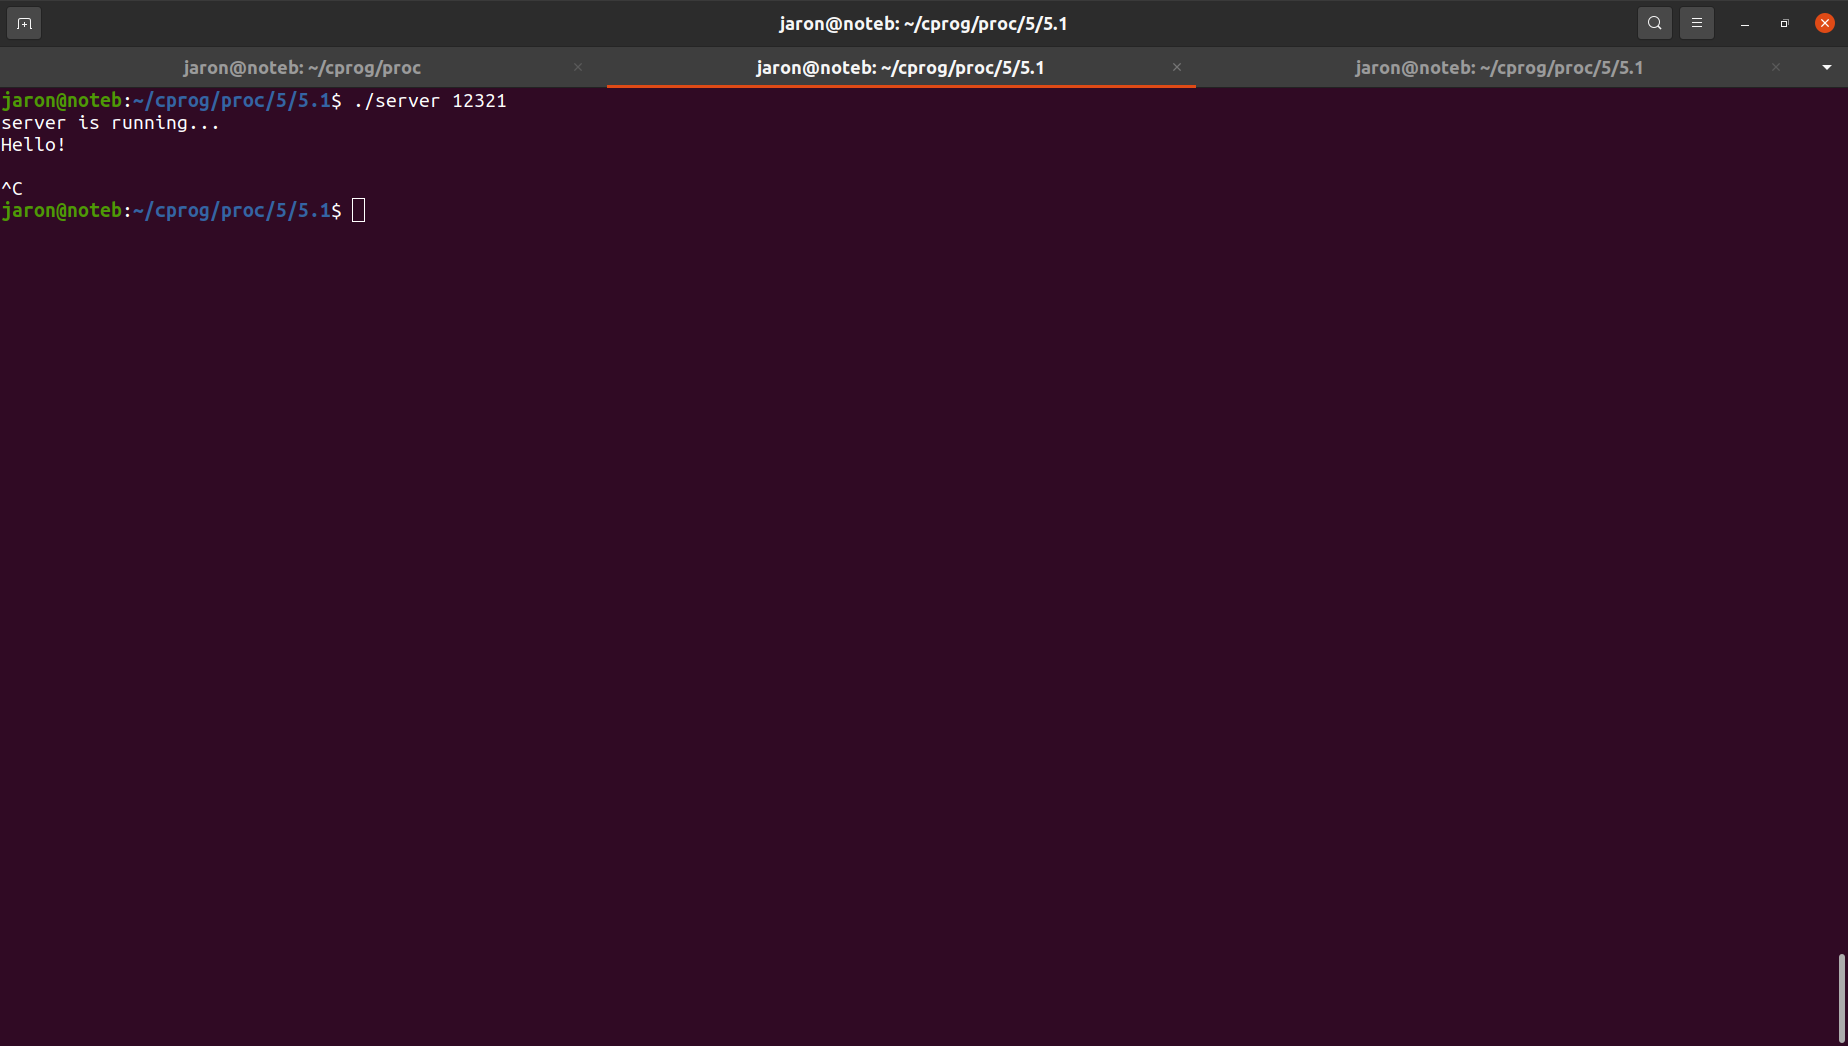 jaron@noteb: ~/cprog/proc/5/5.1
jaron@noteb: ~/cprog/proc
jaron@noteb: ~/cprog/proc/5/5.1
jaron@noteb: ~/cprog/proc/5/5.1
jaron@noteb:~/cprog/proc/5/5.1$ ./server 12321
server is running...
Hello!
^C
jaron@noteb:~/cprog/proc/5/5.1$